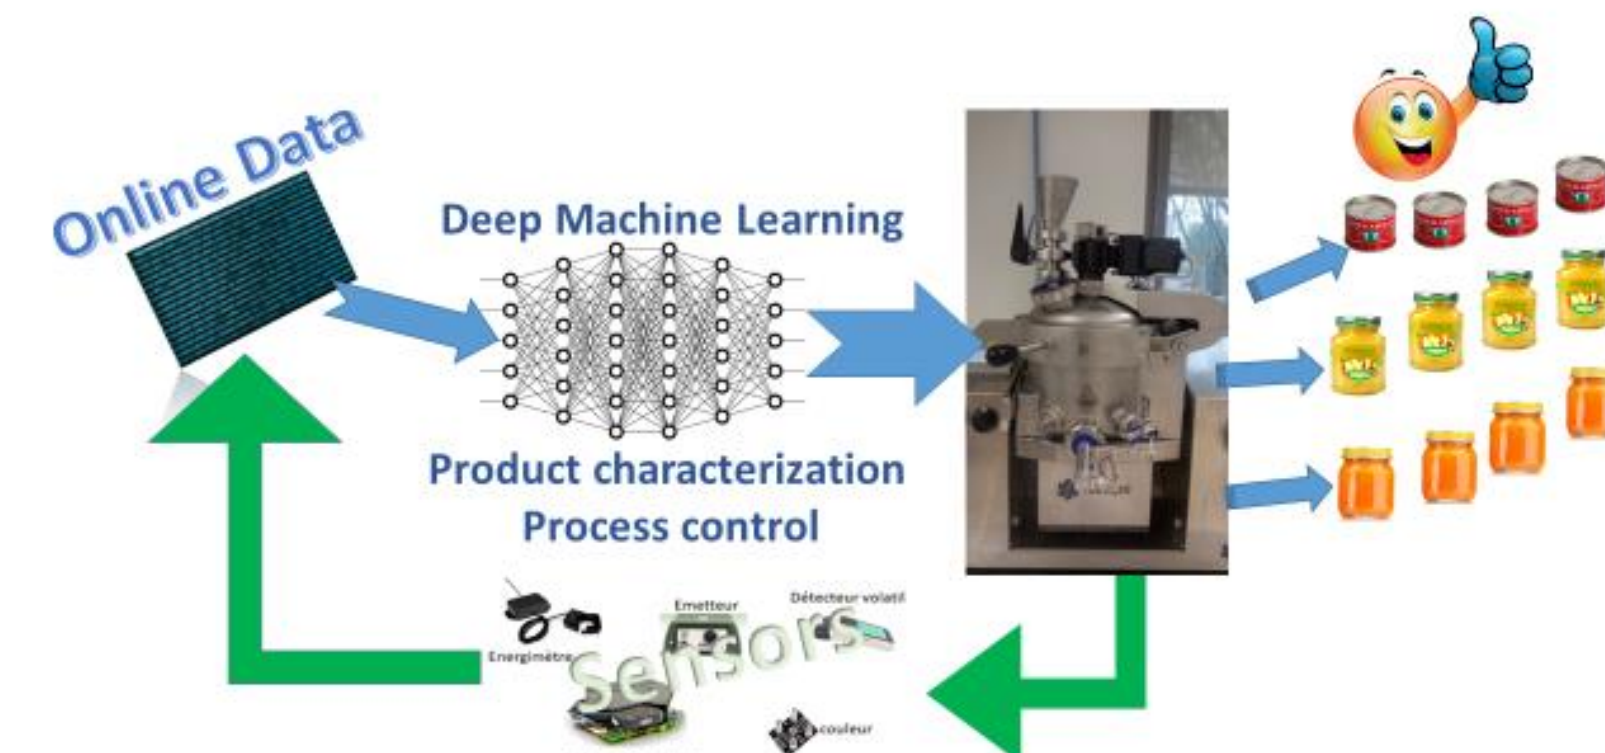 Online Data
Deep Machine Learning
Product characterization
Process control
Emetteur
Détecteur volatil
Energimètre
Sensors
couleur